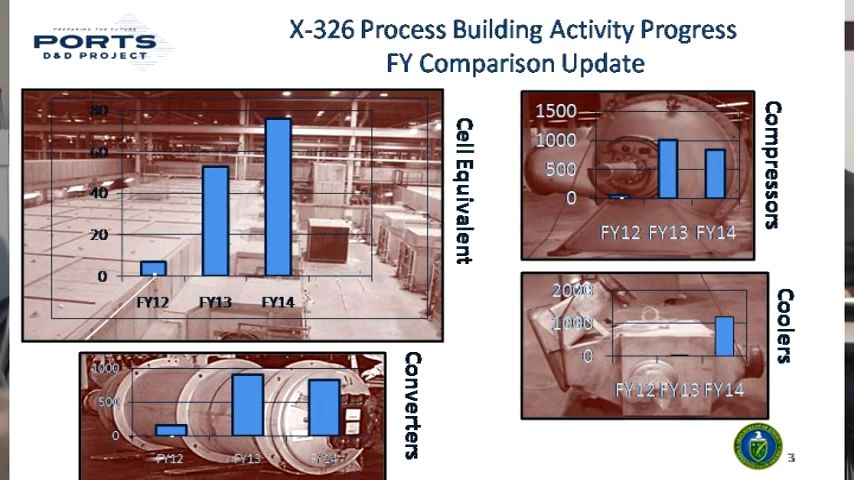 PREPARING THE FUTURE
PORTS
D&D PROJECT
X-326 Process Building Activity Progress
FY Comparison Update
80
60
40
20
0
FY12 FY13 FY14
Cell Equivalent
1500
1000
500
0
FY12 FY13 FY14
Compressors
2000
1000
0
FY12 FY13 FY14
Coolers
1000
500
0
FY12 FY13 FY14
Converters
3